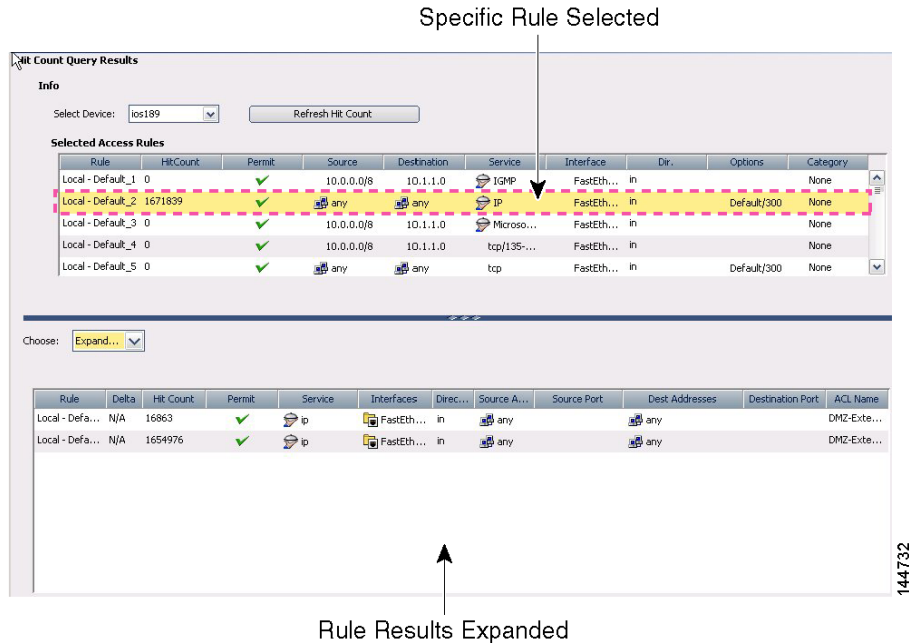 Specific Rule Selected
Hit Count Query Results
Info
Select Device: ios189 Refresh Hit Count
Selected Access Rules
Rule HitCount Permit Source Destination Service Interface Dir. Options Category
Local - Default_1 0 10.0.0.0/8 10.1.1.0 IGMP FastEth... in None
Local - Default_2 1671839 any any IP FastEth... in Default/300 None
Local - Default_3 0 10.0.0.0/8 10.1.1.0 Microso... FastEth... in None
Local - Default_4 0 10.0.0.0/8 10.1.1.0 tcp/135-... FastEth... in None
Local - Default_5 0 any any tcp FastEth... in Default/300 None
Choose: Expand...
Rule Delta Hit Count Permit Service Interfaces Direc... Source A... Source Port Dest Addresses Destination Port ACL Name
Local - Defa... N/A 16863 ip FastEth... in any any DMZ-Exte...
Local - Defa... N/A 1654976 ip FastEth... in any any DMZ-Exte...
144732
Rule Results Expanded